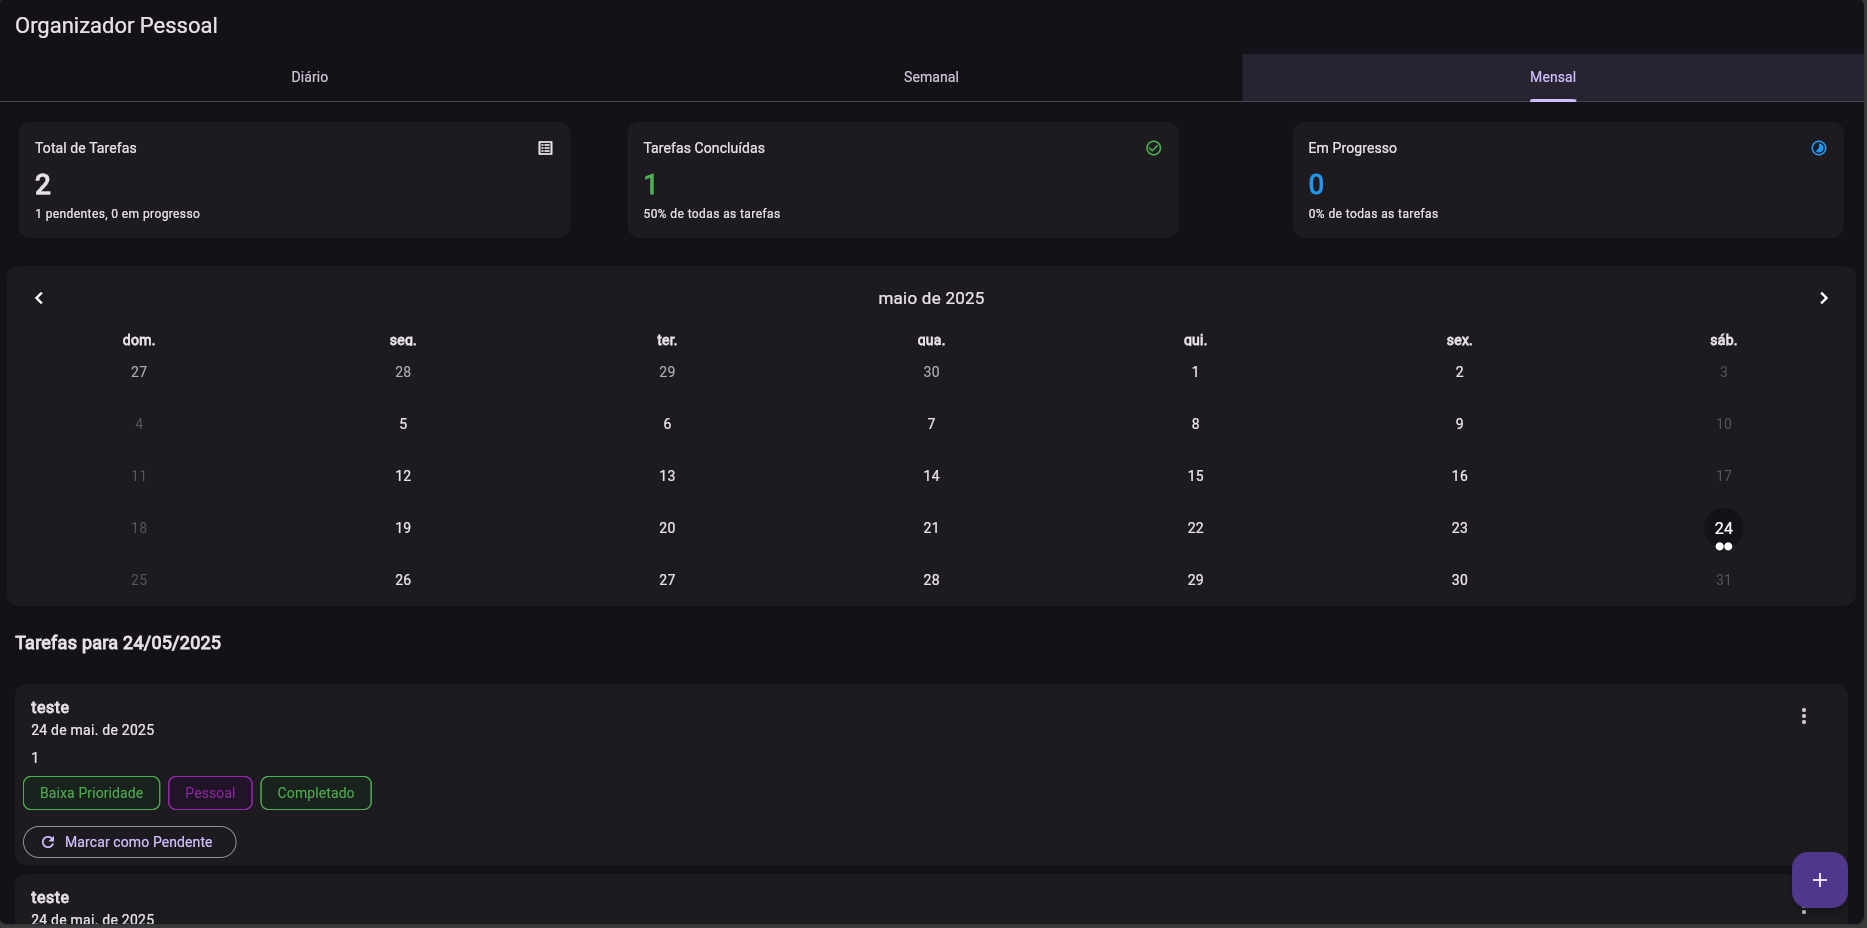 Organizador Pessoal
Diário Semanal Mensal
Total de Tarefas
2
1 pendentes, 0 em progresso
Tarefas Concluídas
1
50% de todas as tarefas
Em Progresso
0
0% de todas as tarefas
maio de 2025
dom. seg. ter. qua. qui. sex. sáb.
27 28 29 30 1 2 3
4 5 6 7 8 9 10
11 12 13 14 15 16 17
18 19 20 21 22 23 24
25 26 27 28 29 30 31
Tarefas para 24/05/2025
teste
24 de mai. de 2025
1
Baixa Prioridade Pessoal Completado
Marcar como Pendente
teste
24 de mai. de 2025